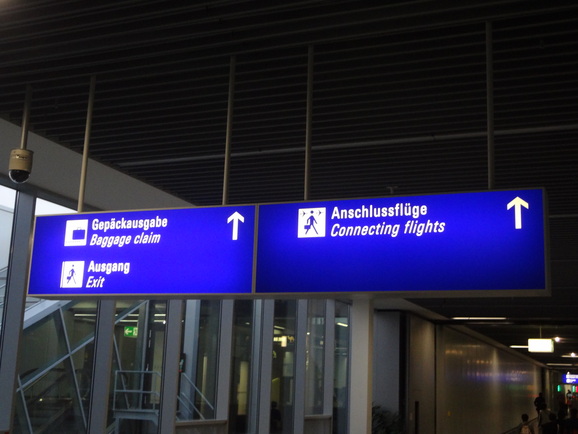 Gepäckausgabe
Baggage claim
Ausgang
Exit
Anschlussflüge
Connecting flights